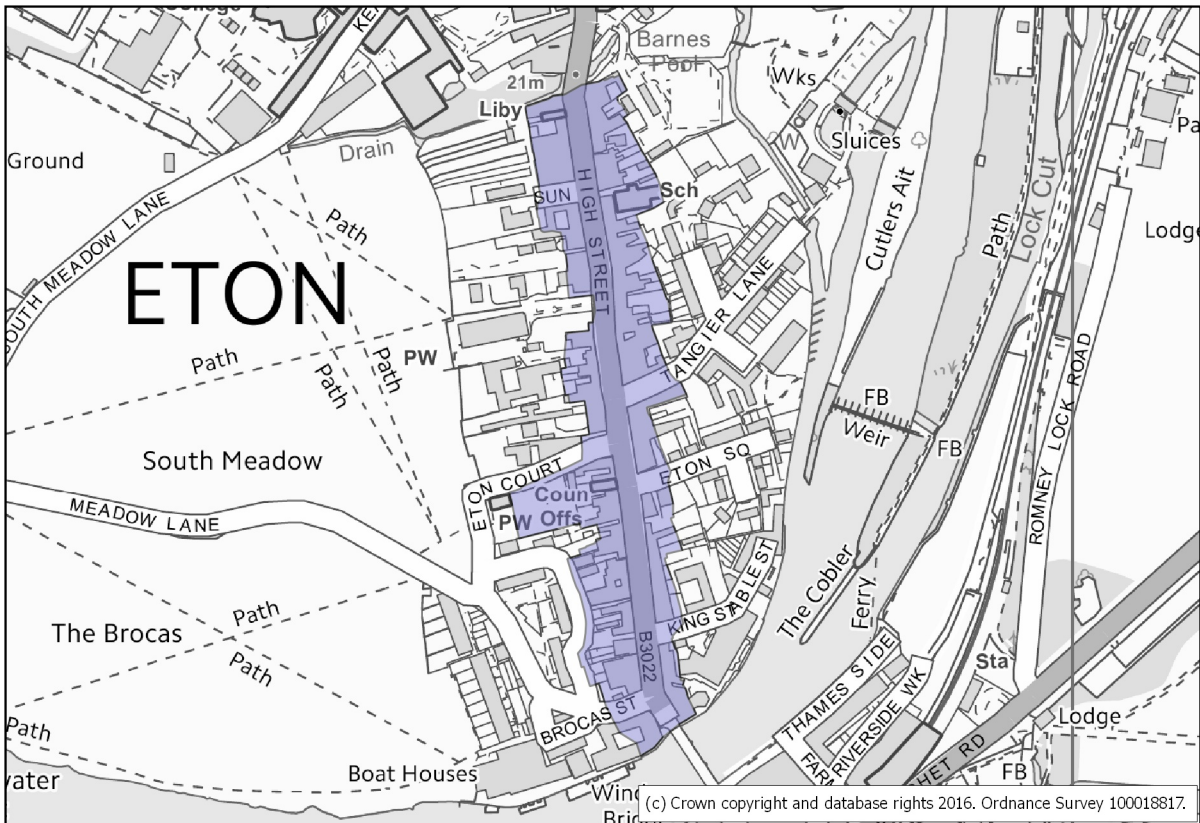 College
Barnes
Pool
21m
Liby
Wks
Sluices
Drain
Ground
SOUTH MEADOW LANE
Path
SUN
HIGH STREET
Sch
W
Cutlers Ait
Path
Lock Cut
Lodge
ETON
TANGIER LANE
PW
Path
Path
Path
FB
Weir
FB
ROMNEY LOCK ROAD
South Meadow
ETON COURT
ETON SQ
Coun
Offs
PW
MEADOW LANE
The Cobler
Ferry
The Brocas
Path
Path
KING STABLE ST
B3022
Sta
THAMES SIDE
RIVERSIDE WK
BROCAS ST
Path
Lodge
Boat Houses
HET RD
FB
water
(c) Crown copyright and database rights 2016. Ordnance Survey 100018817.